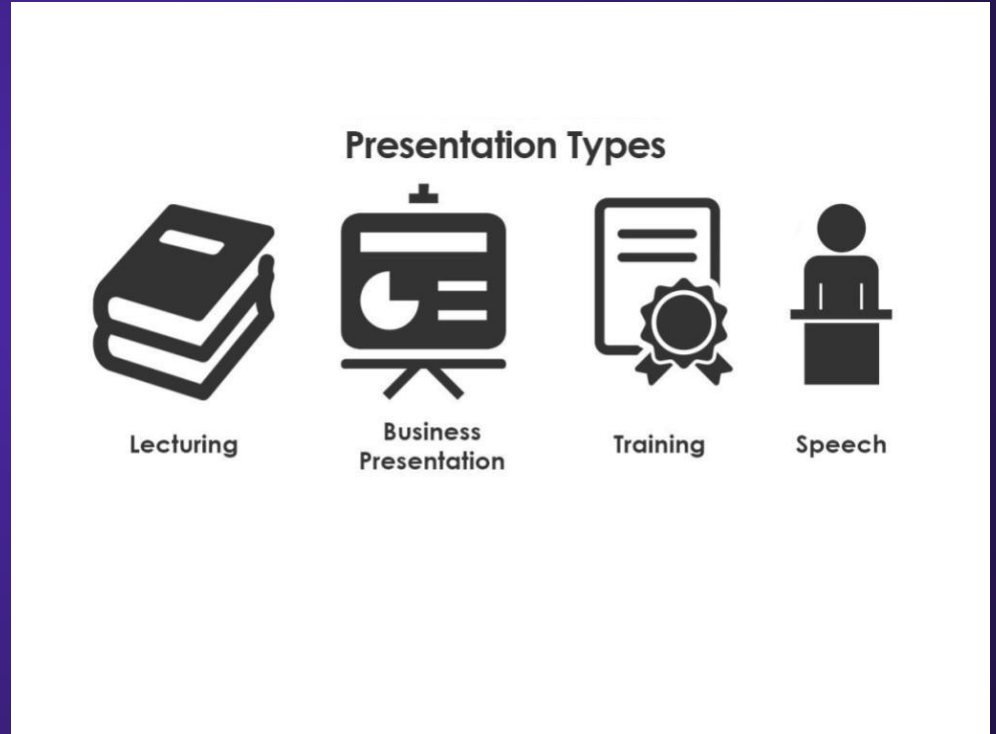 Presentation Types
Lecturing
Business
Presentation
Training
Speech